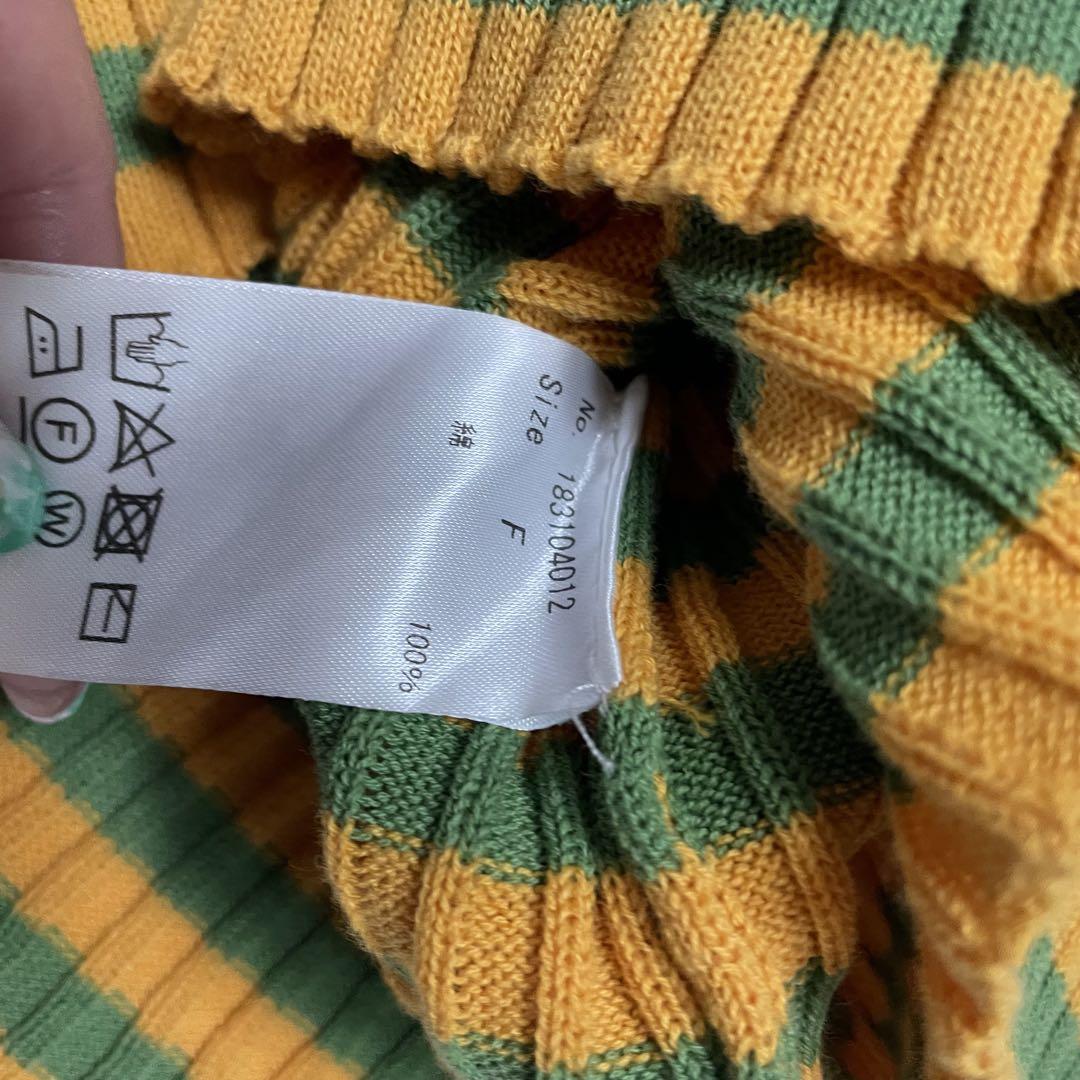 No. 183104012
Size F
綿 100%
F
W